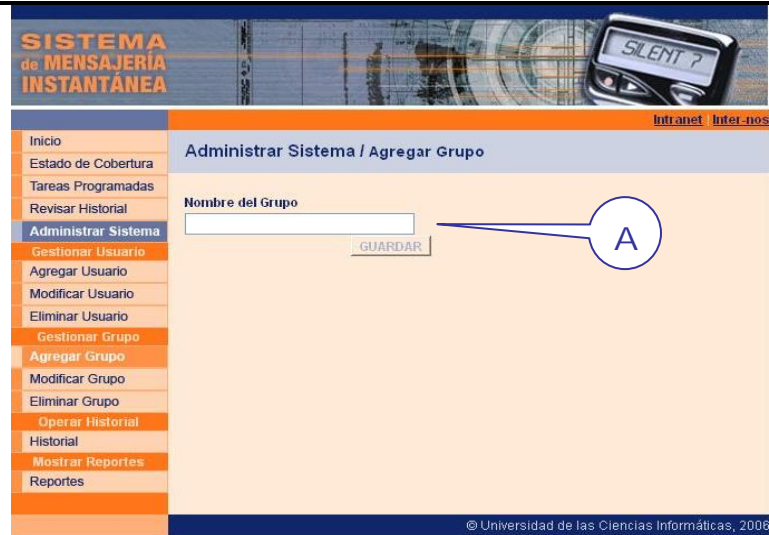 SISTEMA
de MENSAJERÍA
INSTANTÁNEA
SILENT ?
Intranet | Inter-nos
Inicio
Estado de Cobertura
Tareas Programadas
Revisar Historial
Administrar Sistema
Gestionar Usuario
Agregar Usuario
Modificar Usuario
Eliminar Usuario
Gestionar Grupo
Agregar Grupo
Modificar Grupo
Eliminar Grupo
Operar Historial
Historial
Mostrar Reportes
Reportes
Administrar Sistema / Agregar Grupo
Nombre del Grupo
GUARDAR
A
© Universidad de las Ciencias Informáticas, 2006